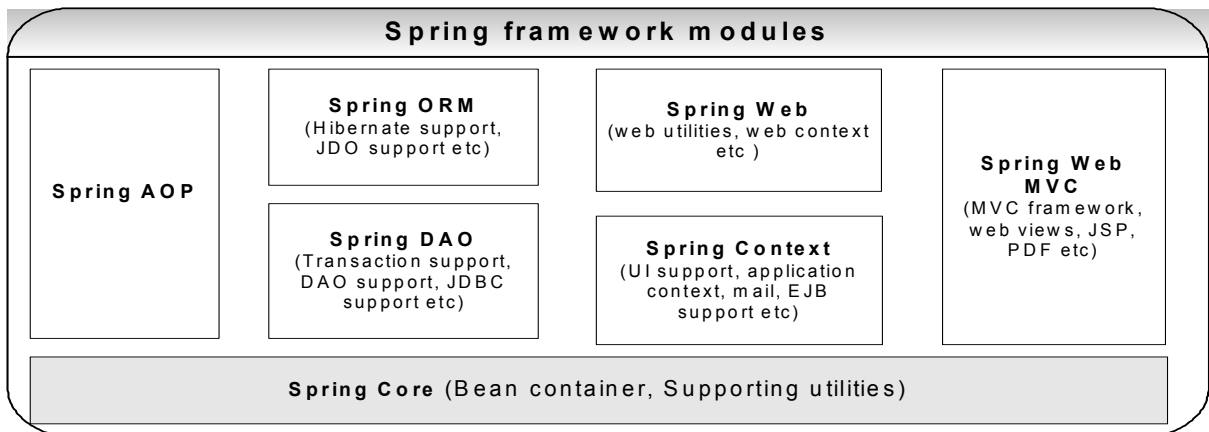 Spring framework modules
Spring AOP
Spring ORM
(Hibernate support,
JDO support etc)
Spring DAO
(Transaction support,
DAO support, JDBC
support etc)
Spring Web
(web utilities, web context
etc )
Spring Context
(UI support, application
context, mail, EJB
support etc)
Spring Web
MVC
(MVC framework,
web views, JSP,
PDF etc)
Spring Core (Bean container, Supporting utilities)